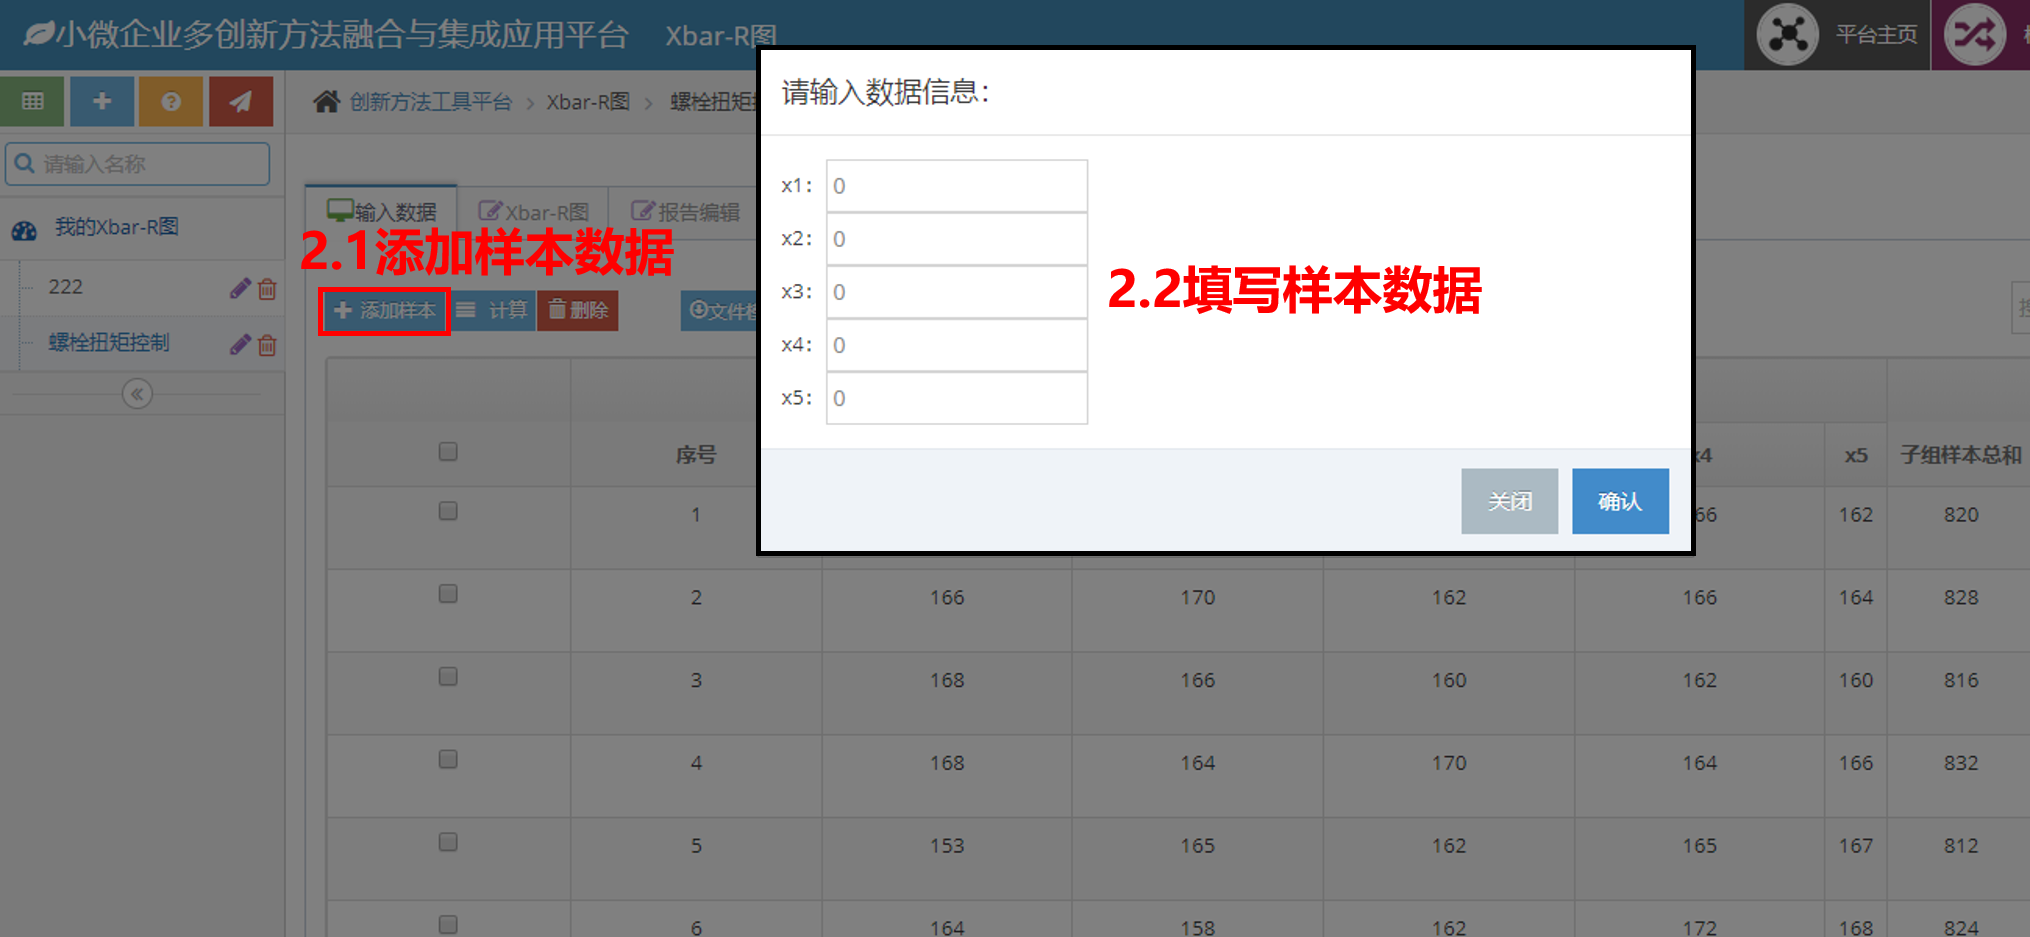 小微企业多创新方法融合与集成应用平台 Xbar-R图 平台主页
创新方法工具平台 > Xbar-R图 > 螺栓扭矩
请输入名称
我的Xbar-R图
222
螺栓扭矩控制
输入数据 Xbar-R图 报告编辑
2.1添加样本数据
添加样本 计算 删除 文件
请输入数据信息：
x1: 0
x2: 0
x3: 0
x4: 0
x5: 0
2.2填写样本数据
关闭 确认
序号 x4 x5 子组样本总和
1 66 162 820
2 166 170 162 166 164 828
3 168 166 160 162 160 816
4 168 164 170 164 166 832
5 153 165 162 165 167 812
6 164 158 162 172 168 824